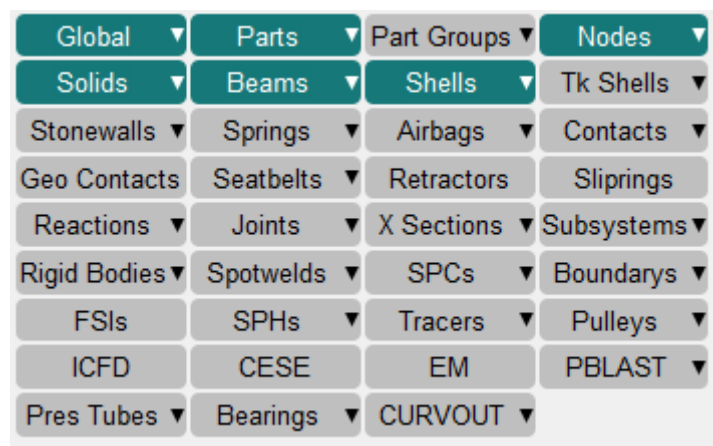 Global ▼ Parts ▼ Part Groups ▼ Nodes ▼
Solids ▼ Beams ▼ Shells ▼ Tk Shells ▼
Stonewalls ▼ Springs ▼ Airbags ▼ Contacts ▼
Geo Contacts Seatbelts ▼ Retractors Sliprings
Reactions ▼ Joints ▼ X Sections ▼ Subsystems ▼
Rigid Bodies ▼ Spotwelds ▼ SPCs ▼ Boundarys ▼
FSIs SPHs ▼ Tracers ▼ Pulleys ▼
ICFD CESE EM PBLAST ▼
Pres Tubes ▼ Bearings ▼ CURVOUT ▼